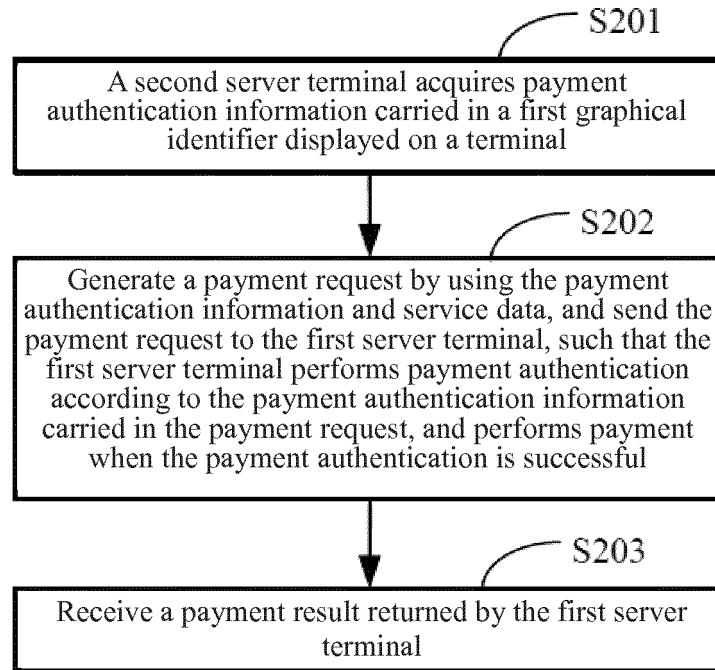 S201
A second server terminal acquires payment
authentication information carried in a first graphical
identifier displayed on a terminal
S202
Generate a payment request by using the payment
authentication information and service data, and send the
payment request to the first server terminal, such that the
first server terminal performs payment authentication
according to the payment authentication information
carried in the payment request, and performs payment
when the payment authentication is successful
S203
Receive a payment result returned by the first server
terminal